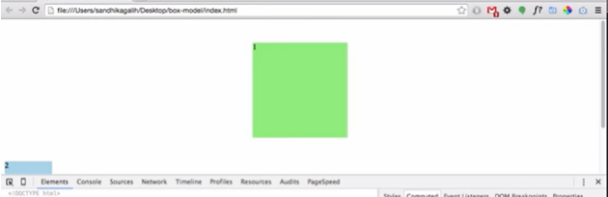 file:///Users/sandhikagalih/Desktop/box-model/index.html
1
2
Elements Console Sources Network Timeline Profiles Resources Audits PageSpeed
<!DOCTYPE html>
Styles Computed Event Listeners DOM Breakpoints Properties